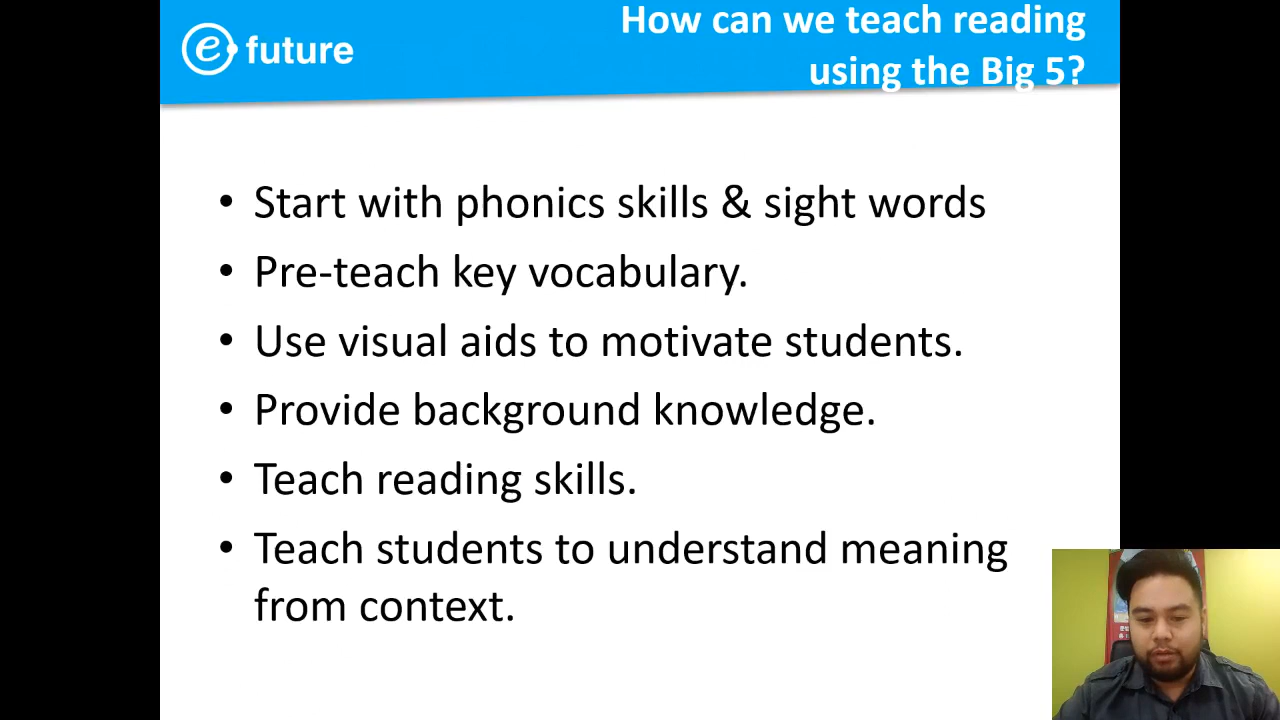 e future
How can we teach reading
using the Big 5?
• Start with phonics skills & sight words
• Pre-teach key vocabulary.
• Use visual aids to motivate students.
• Provide background knowledge.
• Teach reading skills.
• Teach students to understand meaning
from context.